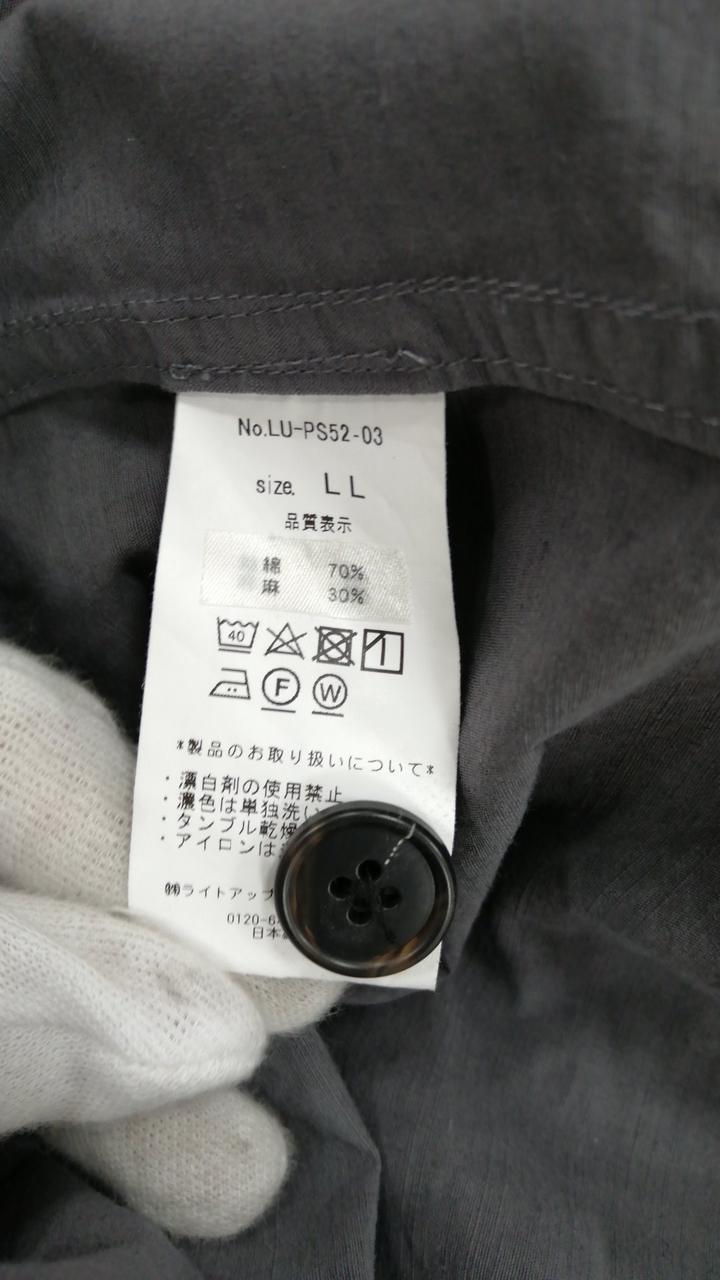 No.LU-PS52-03
size. LL
品質表示
綿 70%
麻 30%
40
F W
*製品のお取り扱いについて*
・漂白剤の使用禁止
・濃色は単独洗い
・タンブル乾燥
・アイロンは
㈱ライトアップ
0120-6
日本